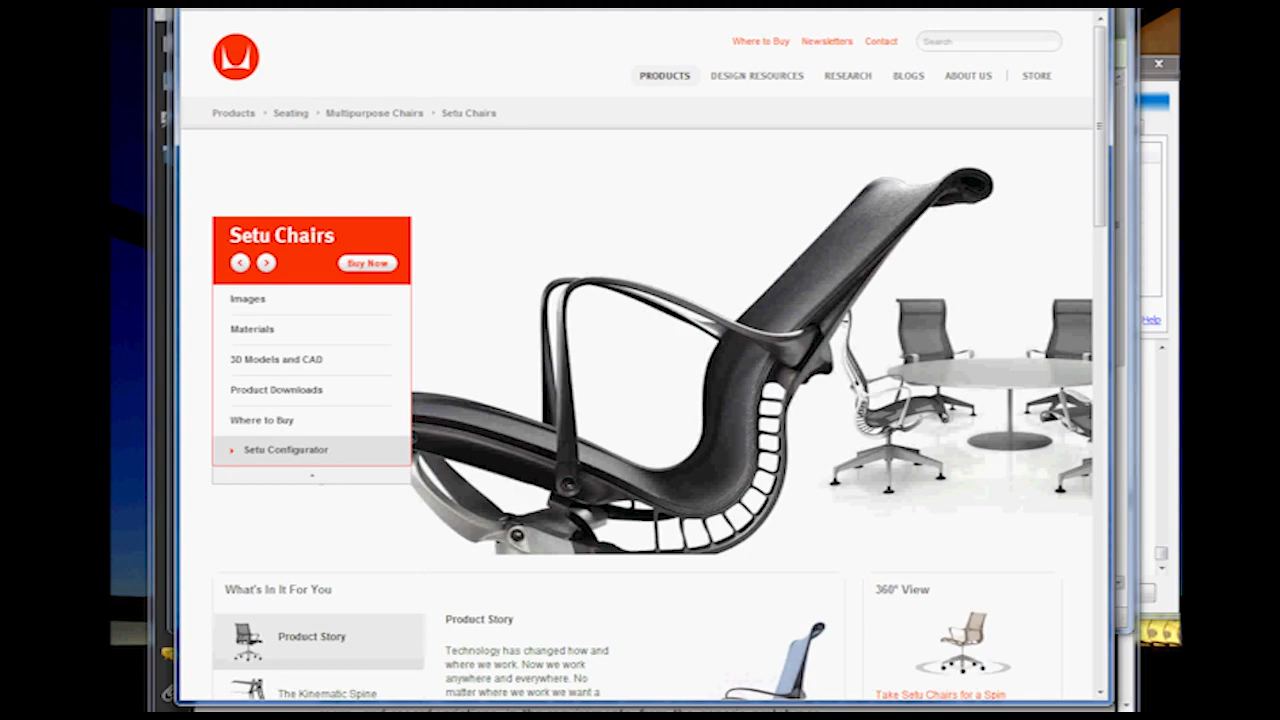 Where to Buy Newsletters Contact Search
PRODUCTS DESIGN RESOURCES RESEARCH BLOGS ABOUT US STORE
Products Seating Multipurpose Chairs Setu Chairs
Setu Chairs
Buy Now
Images
Materials
3D Models and CAD
Product Downloads
Where to Buy
Setu Configurator
Help
What's In It For You
Product Story
The Kinematic Spine
Product Story
Technology has changed how and
where we work. Now we work
anywhere and everywhere. No
matter where we work we want a
360° View
Take Setu Chairs for a Spin